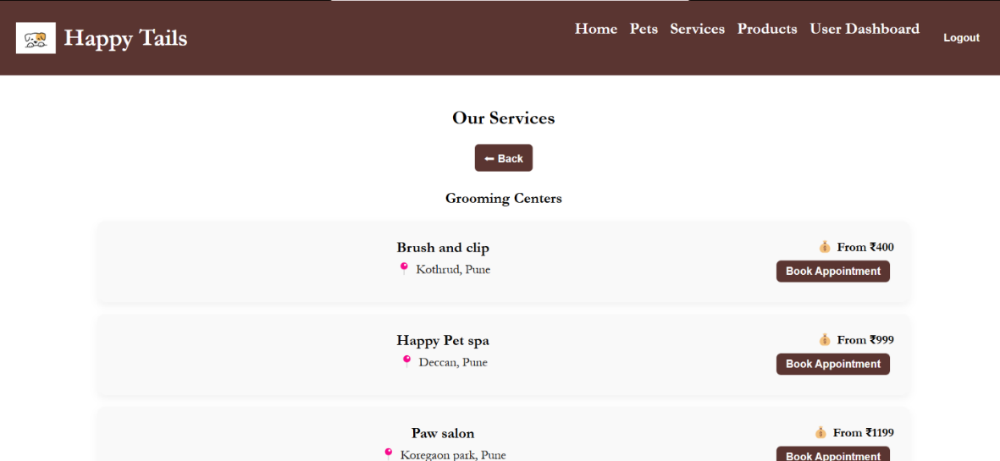 Happy Tails
Home Pets Services Products User Dashboard Logout
Our Services
⬅ Back
Grooming Centers
Brush and clip
📍 Kothrud, Pune
💰 From ₹400
Book Appointment
Happy Pet spa
📍 Deccan, Pune
💰 From ₹999
Book Appointment
Paw salon
📍 Koregaon park, Pune
💰 From ₹1199
Book Appointment